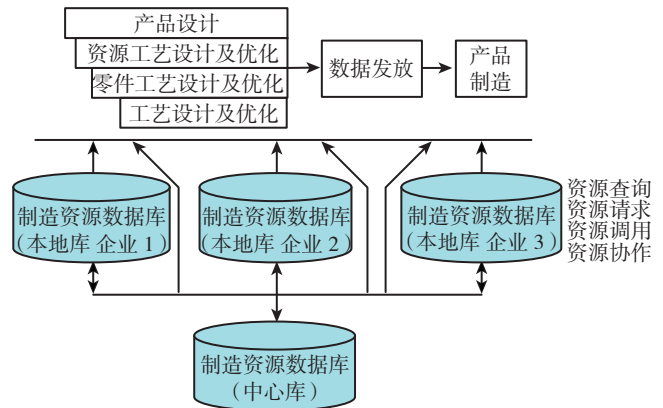 产品设计
资源工艺设计及优化
零件工艺设计及优化
工艺设计及优化
数据发放
产品
制造
制造资源数据库
(本地库 企业 1)
制造资源数据库
(本地库 企业 2)
制造资源数据库
(本地库 企业 3)
资源查询
资源请求
资源调用
资源协作
制造资源数据库
(中心库)